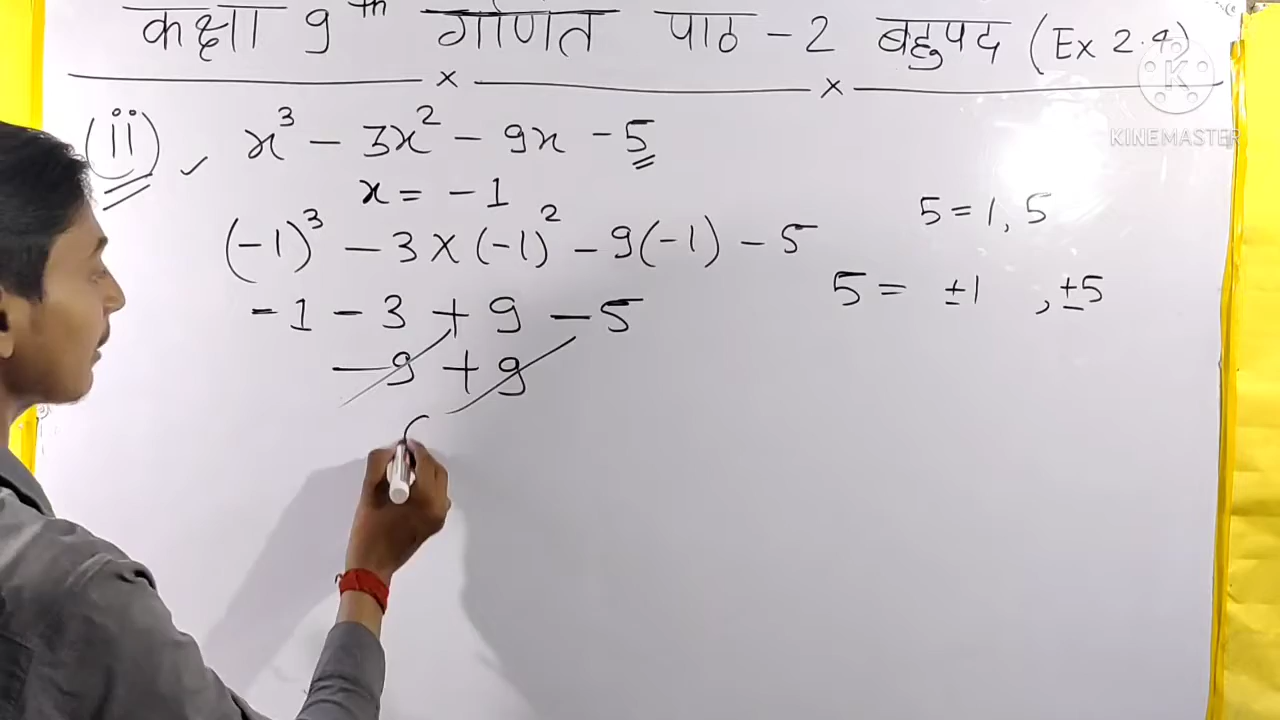 कक्षा 9th गणित पाठ - 2 बहुपद (Ex 2.4)
KINEMASTER
(ii) ✓ x³ - 3x² - 9x - 5
x = -1
(-1)³ - 3 × (-1)² - 9(-1) - 5
-1 - 3 + 9 - 5
-9 + 9
5 = 1, 5
5 = ±1 , ±5